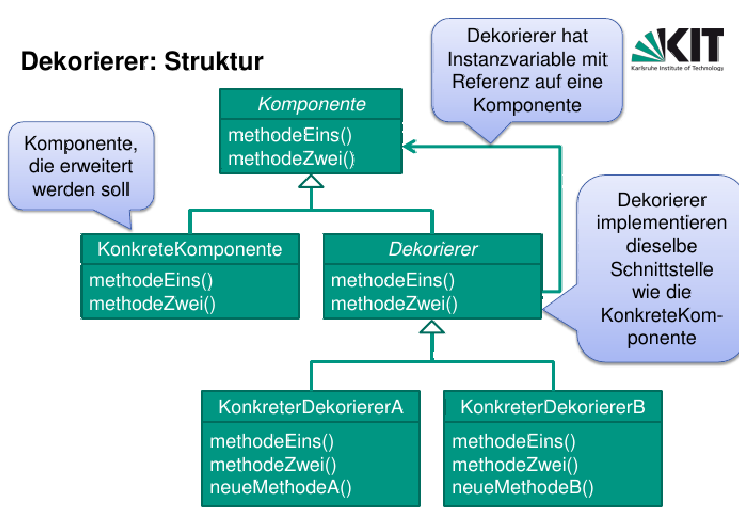 Dekorierer: Struktur
Dekorierer hat
Instanzvariable mit
Referenz auf eine
Komponente
KIT
Karlsruhe Institute of Technology
Komponente
methodeEins()
methodeZwei()
Komponente,
die erweitert
werden soll
Dekorierer
implementieren
dieselbe
Schnittstelle
wie die
KonkreteKom-
ponente
KonkreteKomponente
methodeEins()
methodeZwei()
Dekorierer
methodeEins()
methodeZwei()
KonkreterDekoriererA
methodeEins()
methodeZwei()
neueMethodeA()
KonkreterDekoriererB
methodeEins()
methodeZwei()
neueMethodeB()